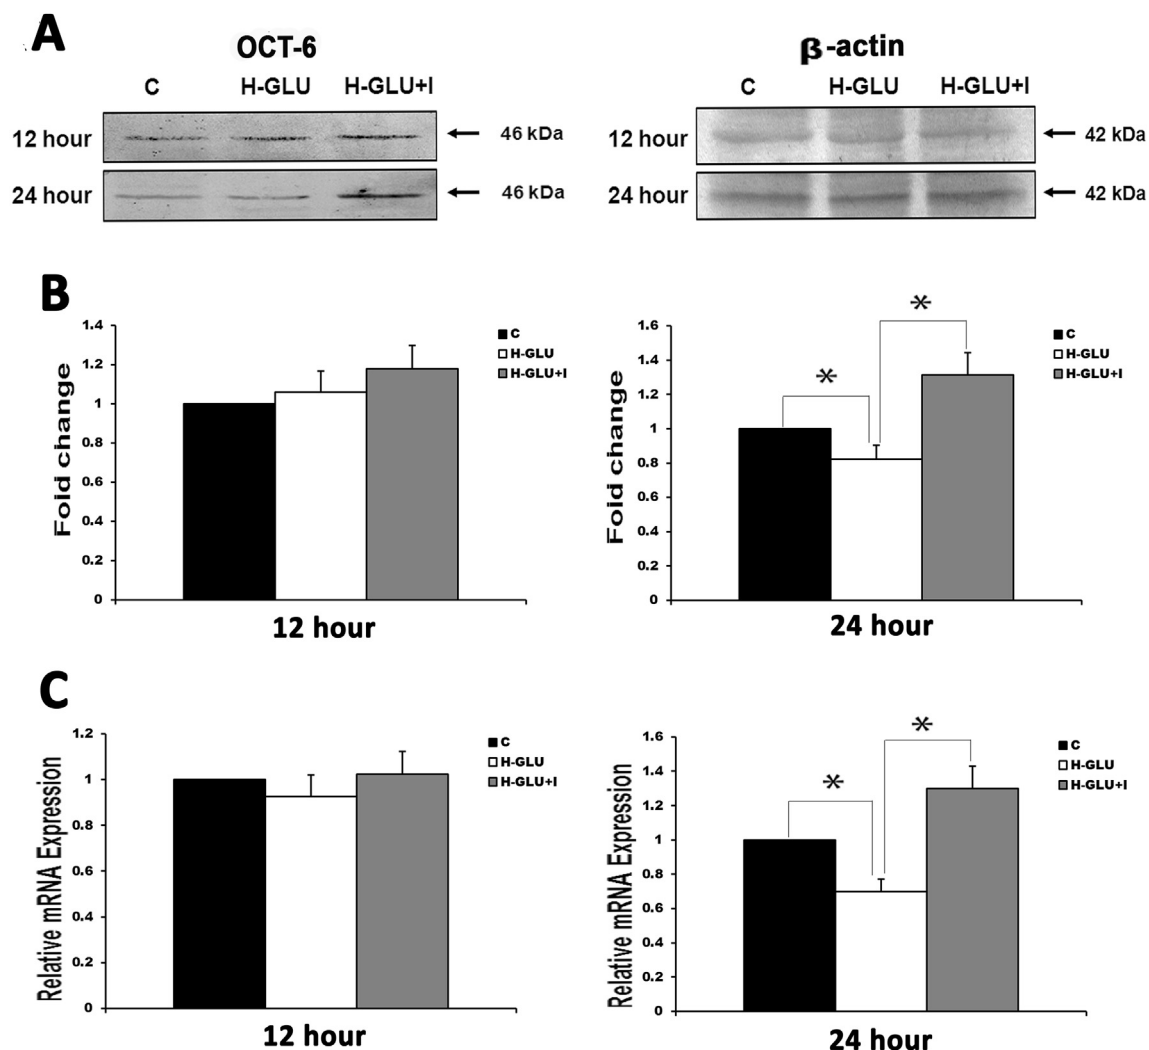 A
OCT-6
β-actin
C H-GLU H-GLU+I
C H-GLU H-GLU+I
12 hour 46 kDa
12 hour 42 kDa
24 hour 46 kDa
24 hour 42 kDa
B
Fold change
1.4
1.2
1
0.8
0.6
0.4
0.2
0
C
H-GLU
H-GLU+I
12 hour
Fold change
1.6
1.4
1.2
1
0.8
0.6
0.4
0.2
0
*
*
C
H-GLU
H-GLU+I
24 hour
C
Relative mRNA Expression
1.2
1
0.8
0.6
0.4
0.2
0
C
H-GLU
H-GLU+I
12 hour
Relative mRNA Expression
1.6
1.4
1.2
1
0.8
0.6
0.4
0.2
0
*
*
C
H-GLU
H-GLU+I
24 hour